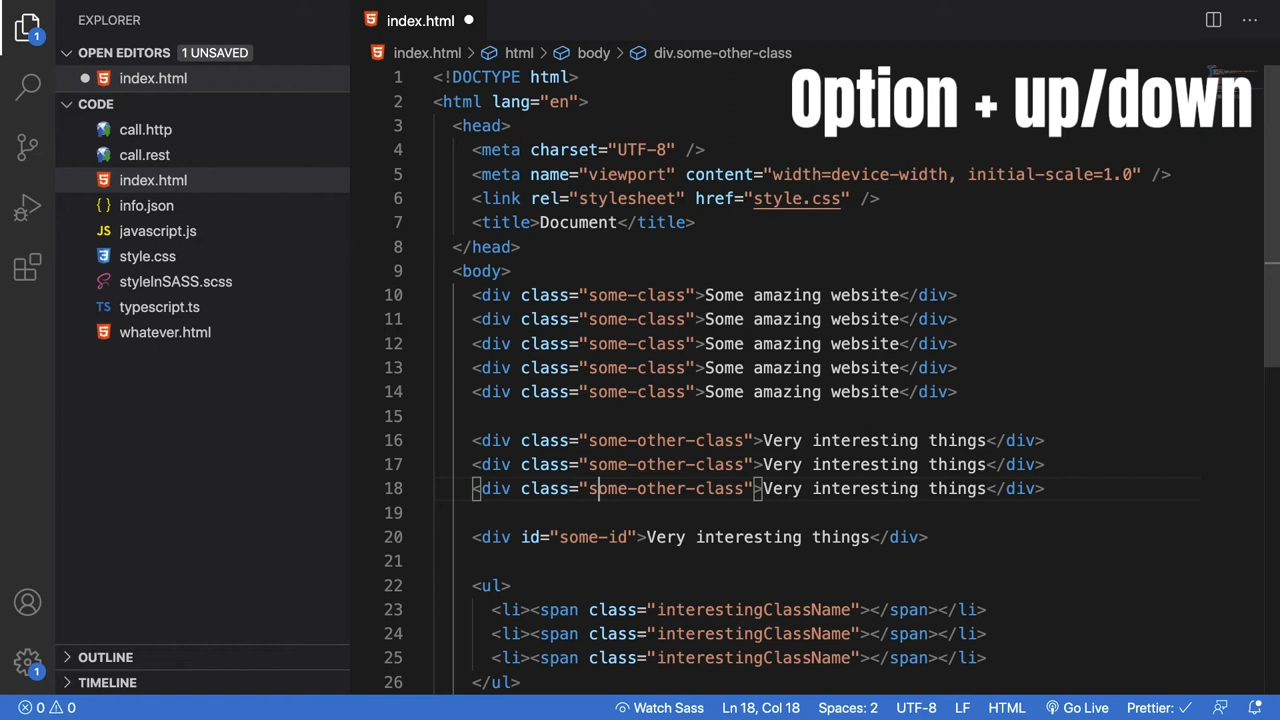 EXPLORER
index.html
OPEN EDITORS 1 UNSAVED
index.html
CODE
call.http
call.rest
index.html
info.json
javascript.js
style.css
styleInSASS.scss
typescript.ts
whatever.html
OUTLINE
TIMELINE
1
1
index.html > html > body > div.some-other-class
Option + up/down
1 <!DOCTYPE html>
2 <html lang="en">
3 <head>
4 <meta charset="UTF-8" />
5 <meta name="viewport" content="width=device-width, initial-scale=1.0" />
6 <link rel="stylesheet" href="style.css" />
7 <title>Document</title>
8 </head>
9 <body>
10 <div class="some-class">Some amazing website</div>
11 <div class="some-class">Some amazing website</div>
12 <div class="some-class">Some amazing website</div>
13 <div class="some-class">Some amazing website</div>
14 <div class="some-class">Some amazing website</div>
15
16 <div class="some-other-class">Very interesting things</div>
17 <div class="some-other-class">Very interesting things</div>
18 <div class="some-other-class">Very interesting things</div>
19
20 <div id="some-id">Very interesting things</div>
21
22 <ul>
23 <li><span class="interestingClassName"></span></li>
24 <li><span class="interestingClassName"></span></li>
25 <li><span class="interestingClassName"></span></li>
26 </ul>
0 0 Watch Sass Ln 18, Col 18 Spaces: 2 UTF-8 LF HTML Go Live Prettier: ✓